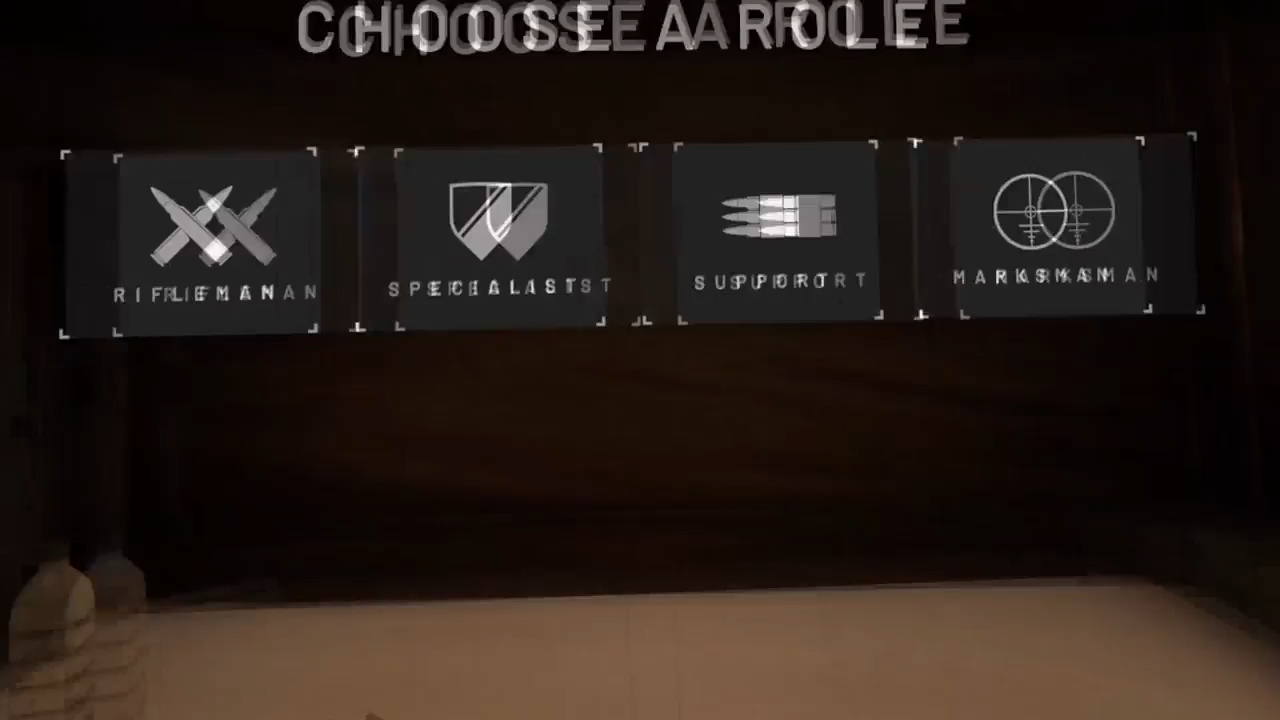 CHOOSE A ROLE
RIFLEMAN
SPECIALIST
SUPPORT
MARKSMAN